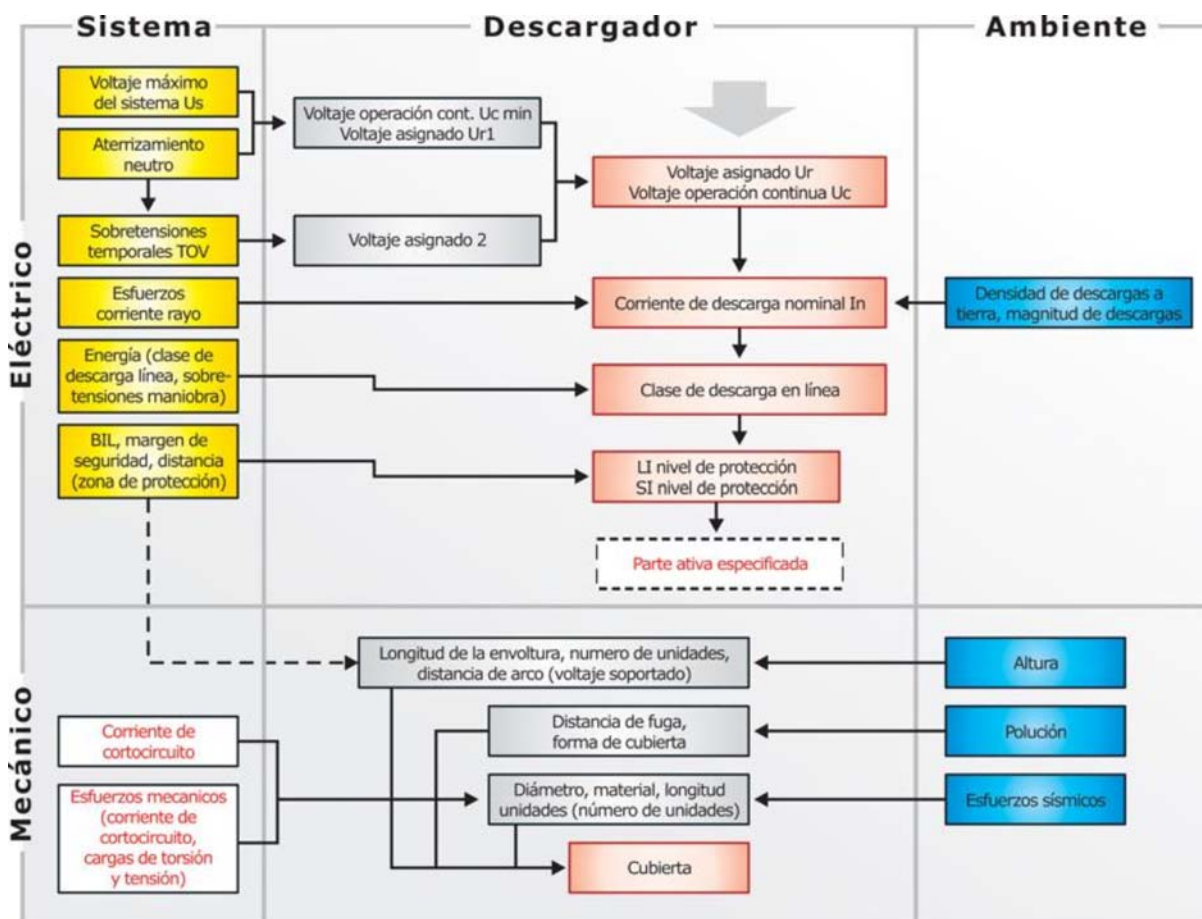 Sistema
Descargador
Ambiente
Eléctrico
Voltaje máximo
del sistema Us
Aterrizamiento
neutro
Sobretensiones
temporales TOV
Esfuerzos
corriente rayo
Energía (clase de
descarga línea, sobre-
tensiones maniobra)
BIL, margen de
seguridad, distancia
(zona de protección)
Voltaje operación cont. Uc min
Voltaje asignado Ur1
Voltaje asignado 2
Voltaje asignado Ur
Voltaje operación continua Uc
Corriente de descarga nominal In
Clase de descarga en línea
LI nivel de protección
SI nivel de protección
Parte ativa especificada
Densidad de descargas a
tierra, magnitud de descargas
Mecánico
Corriente de
cortocircuito
Esfuerzos mecanicos
(corriente de
cortocircuito,
cargas de torsión
y tensión)
Longitud de la envoltura, numero de unidades,
distancia de arco (voltaje soportado)
Distancia de fuga,
forma de cubierta
Diámetro, material, longitud
unidades (número de unidades)
Cubierta
Altura
Polución
Esfuerzos sísmicos